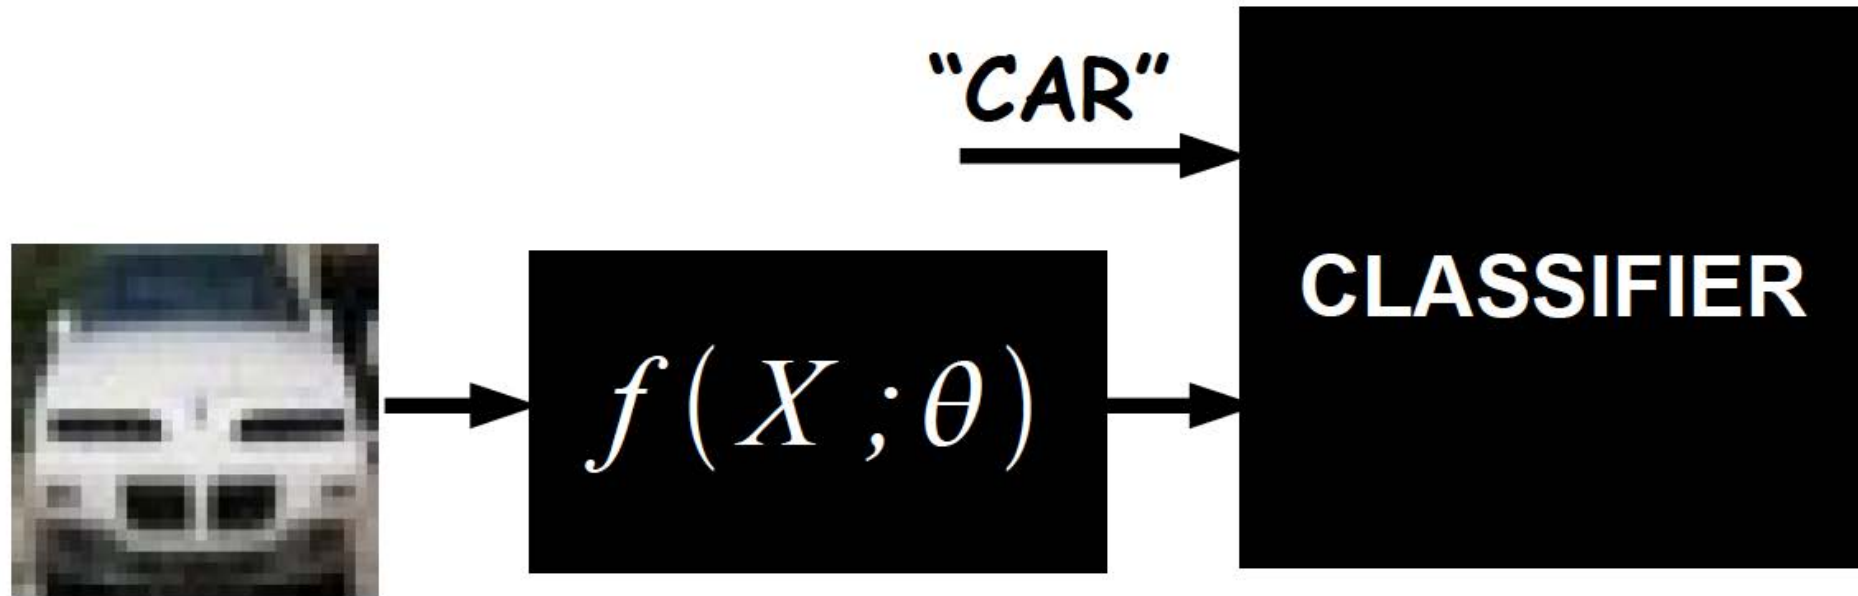 “CAR”
CLASSIFIER
f(X;θ)